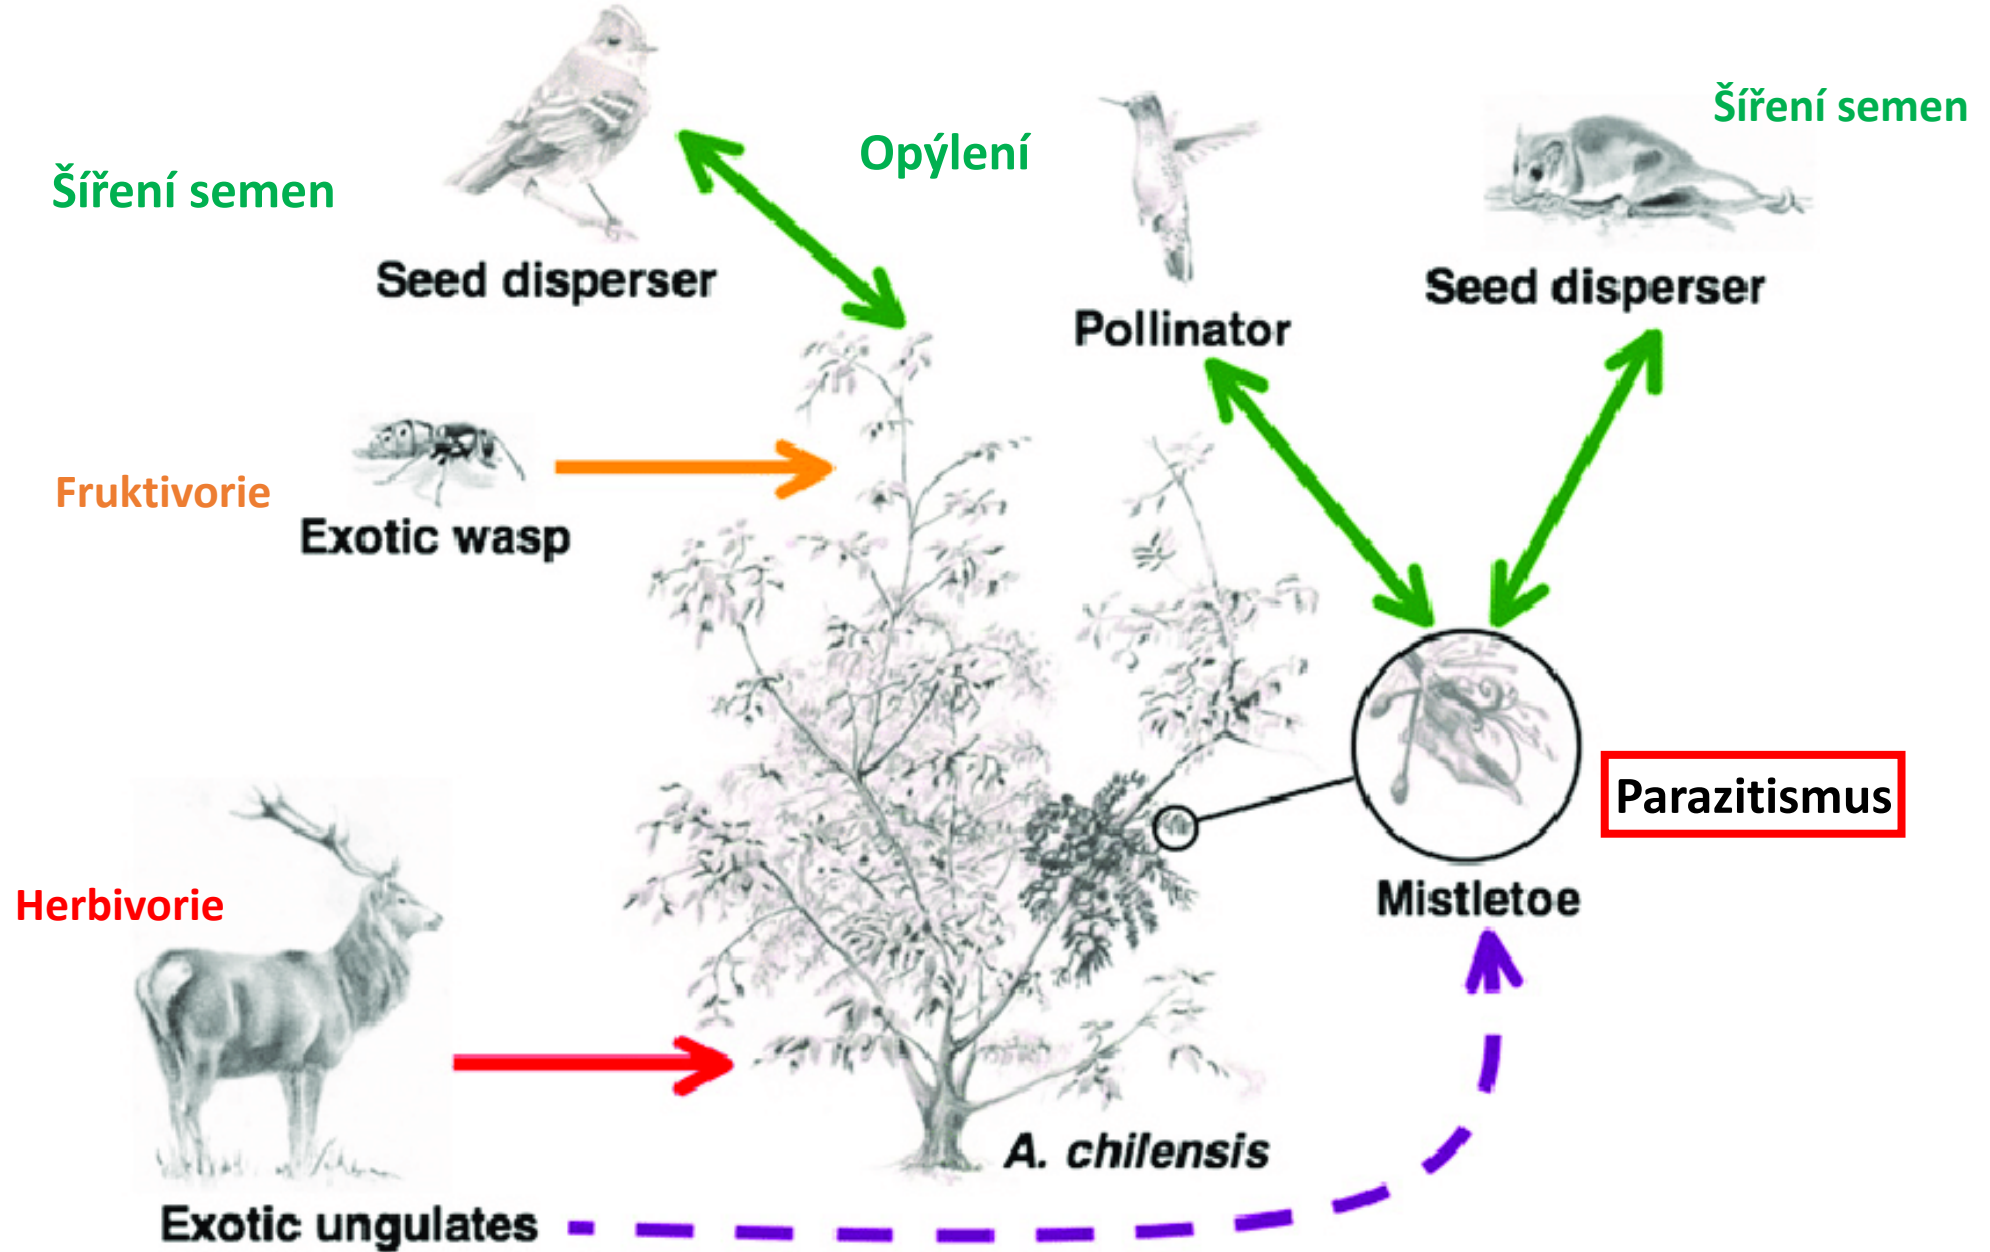 Šíření semen
Opýlení
Šíření semen
Seed disperser
Seed disperser
Pollinator
Fruktivorie
Exotic wasp
Parazitismus
Mistletoe
Herbivorie
A. chilensis
Exotic ungulates